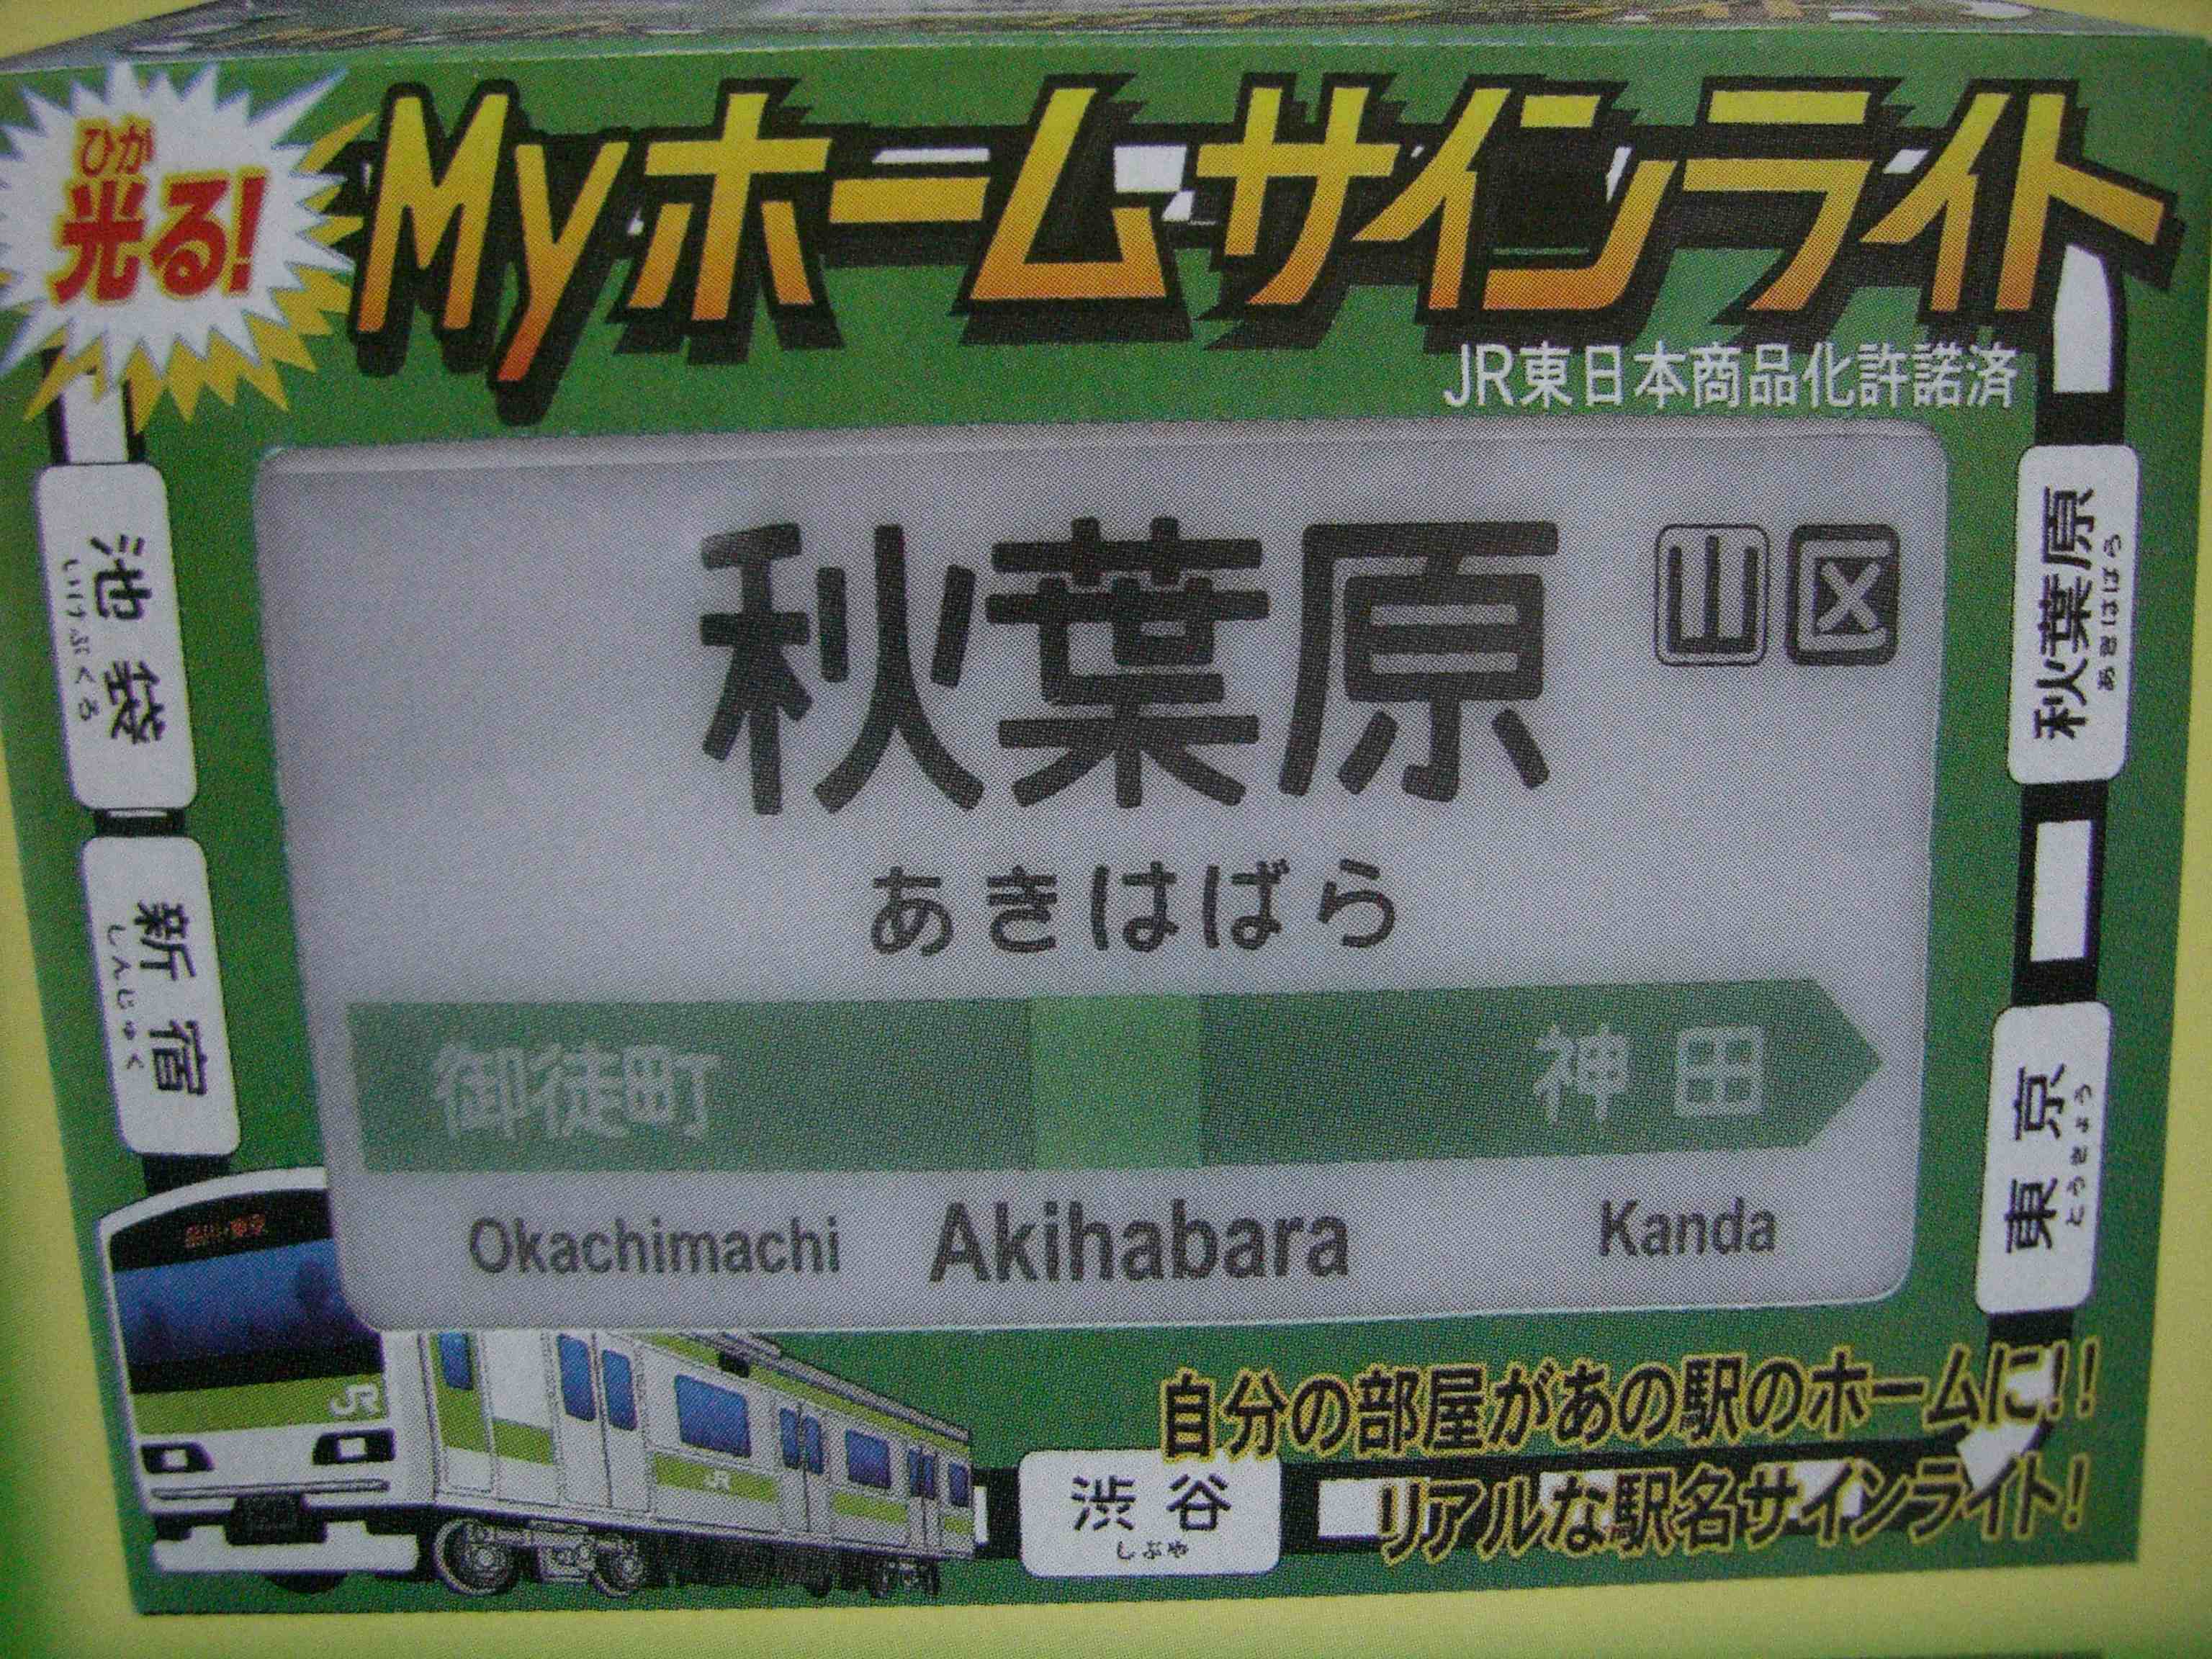 ひか
光る!
Myホームサインライト
JR東日本商品化許諾済
秋葉原
山 区
あきはばら
御徒町
神田
Okachimachi
Akihabara
Kanda
池袋
いけぶくろ
新宿
しんじゅく
秋葉原
あきはばら
東京
とうきょう
JR
JR
渋谷
しぶや
自分の部屋があの駅のホームに!!
リアルな駅名サインライト!